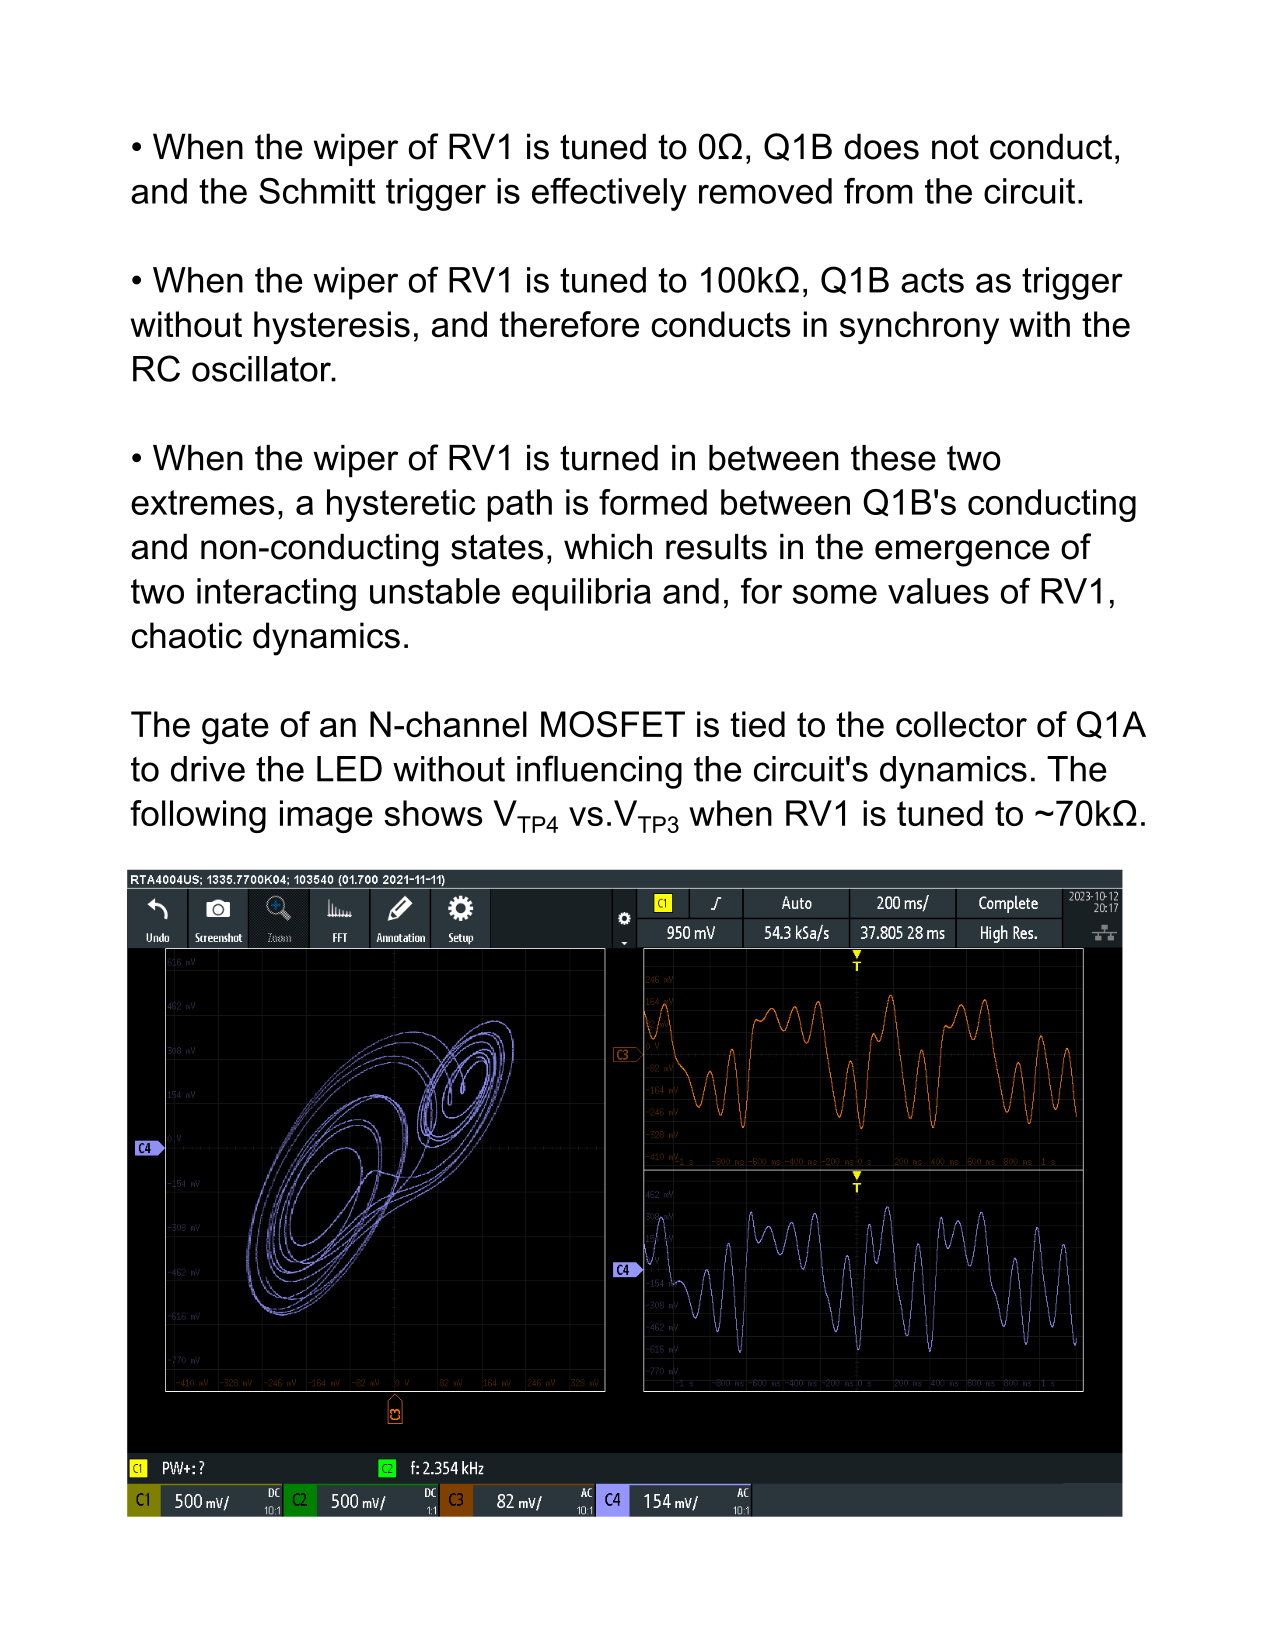 • When the wiper of RV1 is tuned to 0Ω, Q1B does not conduct,
and the Schmitt trigger is effectively removed from the circuit.
• When the wiper of RV1 is tuned to 100kΩ, Q1B acts as trigger
without hysteresis, and therefore conducts in synchrony with the
RC oscillator.
• When the wiper of RV1 is turned in between these two
extremes, a hysteretic path is formed between Q1B's conducting
and non-conducting states, which results in the emergence of
two interacting unstable equilibria and, for some values of RV1,
chaotic dynamics.
The gate of an N-channel MOSFET is tied to the collector of Q1A
to drive the LED without influencing the circuit's dynamics. The
following image shows VTP4 vs.VTP3 when RV1 is tuned to ~70kΩ.
RTA4004US; 1335.7700K04; 103540 (01.700 2021-11-11)
Undo Screenshot Zoom FFT Annotation Setup
C1 Auto 200 ms/ Complete
950 mV 54.3 kSa/s 37.805 28 ms High Res.
2023-10-12
20:17
616 mV
462 mV
308 mV
154 mV
0 V
-154 mV
-308 mV
-462 mV
-616 mV
-770 mV
-410 mV -328 mV -246 mV -164 mV -82 mV 0 V 82 mV 164 mV 246 mV 328 mV
C4
C3
T
246 mV
164 mV
0 V
-82 mV
-164 mV
-246 mV
-328 mV
-410 mV
-1 s -800 ms -600 ms -400 ms -200 ms 0 s 200 ms 400 ms 600 ms 800 ms 1 s
C3
T
462 mV
308 mV
-154 mV
-308 mV
-462 mV
-616 mV
-770 mV
-1 s -800 ms -600 ms -400 ms -200 ms 0 s 200 ms 400 ms 600 ms 800 ms 1 s
C4
C1 PW+: ? C2 f: 2.354 kHz
C1 500 mV/ DC 10:1 C2 500 mV/ DC 1:1 C3 82 mV/ AC 10:1 C4 154 mV/ AC 10:1